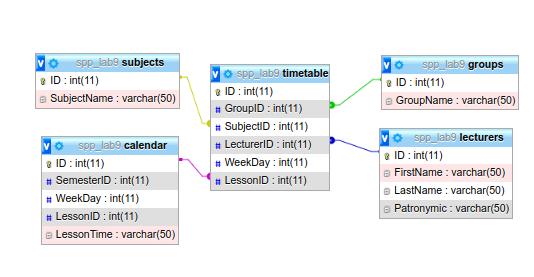 spp_lab9 subjects
ID : int(11)
SubjectName : varchar(50)
spp_lab9 calendar
ID : int(11)
SemesterID : int(11)
WeekDay : int(11)
LessonID : int(11)
LessonTime : varchar(50)
spp_lab9 timetable
ID : int(11)
GroupID : int(11)
SubjectID : int(11)
LecturerID : int(11)
WeekDay : int(11)
LessonID : int(11)
spp_lab9 groups
ID : int(11)
GroupName : varchar(50)
spp_lab9 lecturers
ID : int(11)
FirstName : varchar(50)
LastName : varchar(50)
Patronymic : varchar(50)